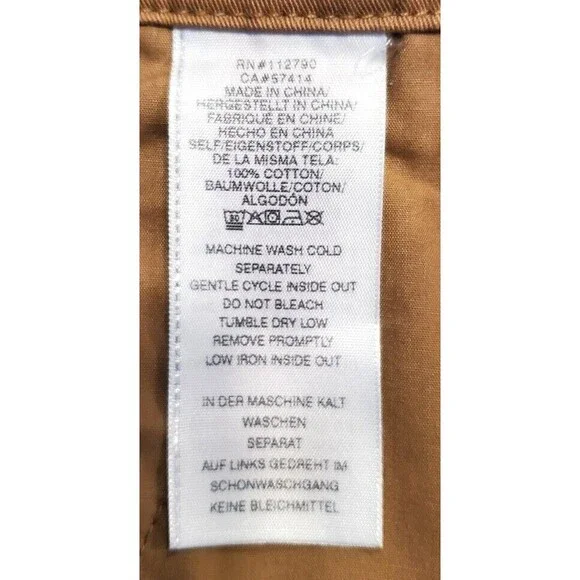 RN#112790
CA#57414
MADE IN CHINA/
HERGESTELLT IN CHINA/
FABRIQUÉ EN CHINE/
HECHO EN CHINA
SELF/EIGENSTOFF/CORPS/
DE LA MISMA TELA:
100% COTTON/
BAUMWOLLE/COTON/
ALGODÓN
30
MACHINE WASH COLD
SEPARATELY
GENTLE CYCLE INSIDE OUT
DO NOT BLEACH
TUMBLE DRY LOW
REMOVE PROMPTLY
LOW IRON INSIDE OUT
IN DER MASCHINE KALT
WASCHEN
SEPARAT
AUF LINKS GEDREHT IM
SCHONWASCHGANG
KEINE BLEICHMITTEL